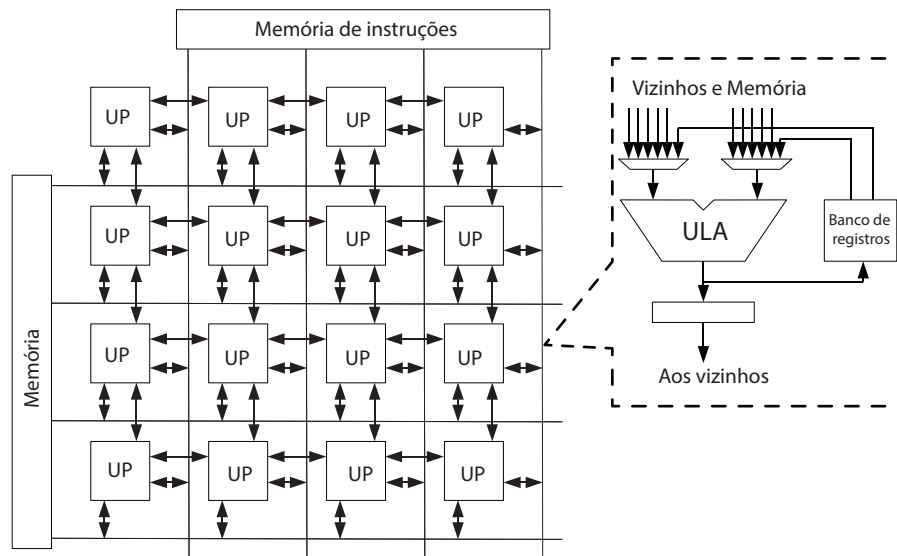 Memória de instruções
Vizinhos e Memória
UP
UP
UP
UP
UP
UP
UP
UP
ULA
Banco de
registros
Memória
UP
UP
UP
UP
Aos vizinhos
UP
UP
UP
UP